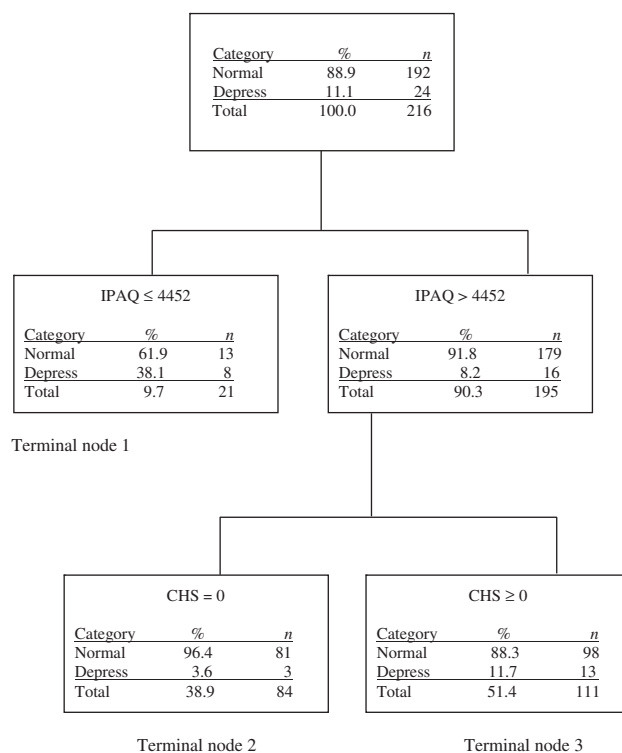 Category % n
Normal 88.9 192
Depress 11.1 24
Total 100.0 216
IPAQ ≤ 4452
Category % n
Normal 61.9 13
Depress 38.1 8
Total 9.7 21
Terminal node 1
IPAQ > 4452
Category % n
Normal 91.8 179
Depress 8.2 16
Total 90.3 195
CHS = 0
Category % n
Normal 96.4 81
Depress 3.6 3
Total 38.9 84
Terminal node 2
CHS ≥ 0
Category % n
Normal 88.3 98
Depress 11.7 13
Total 51.4 111
Terminal node 3